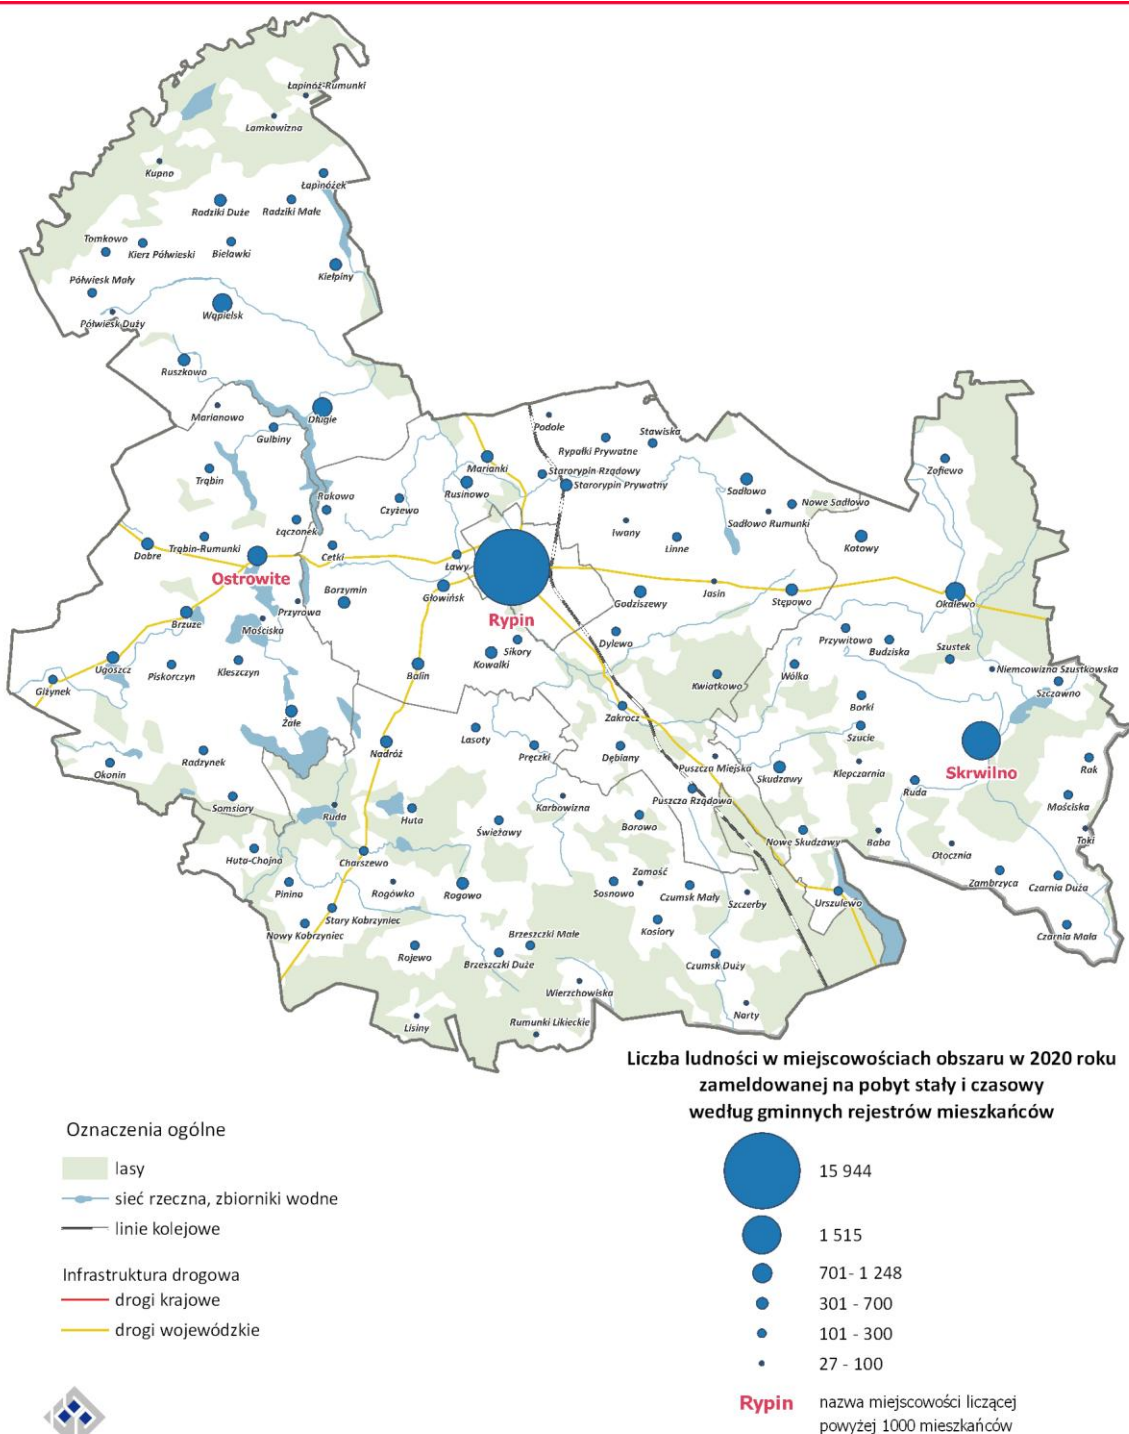 Łapinóż-Rumunki
Lamkowizna
Kupno
Łapinóżek
Radziki Duże
Radziki Małe
Tomkowo
Kierz Półwieski
Bielawki
Kiełpiny
Półwiesk Mały
Półwiesk Duży
Wąpielsk
Ruszkowo
Marianowo
Długie
Gulbiny
Podole
Stawiska
Rypałki Prywatne
Marianki
Starorypin Rządowy
Zofiewo
Trąbin
Rusinowo
Starorypin Prywatny
Sadłowo
Rakowo
Czyżewo
Nowe Sadłowo
Sadłowo Rumunki
Łączonek
Iwany
Linne
Kotowy
Dobre
Trąbin-Rumunki
Cetki
Ławy
Ostrowite
Głowińsk
Jasin
Borzymin
Godziszewy
Stępowo
Okalewo
Przyrowa
Brzuze
Rypin
Mościska
Sikory
Dylewo
Przywitowo
Budziska
Szustek
Kowalki
Ugoszcz
Piskorczyn
Kleszczyn
Balin
Niemcowizna Szustkowska
Wólka
Giżynek
Kwiatkowo
Szczawno
Borki
Żałe
Zakrocz
Lasoty
Szucie
Nadróż
Pręczki
Dębiany
Okonin
Radzynek
Puszcza Miejska
Skudzawy
Klepczarnia
Skrwilno
Rak
Ruda
Samsiory
Puszcza Rządowa
Mościska
Ruda
Huta
Karbowizna
Świeżawy
Borowo
Nowe Skudzawy
Baba
Toki
Otocznia
Huta-Chojno
Charszewo
Zamość
Zambrzyca
Czarnia Duża
Pinino
Rogówko
Rogowo
Sosnowo
Czumsk Mały
Szczerby
Urszulewo
Stary Kobrzyniec
Kosiory
Nowy Kobrzyniec
Brzeszczki Małe
Czarnia Mała
Rojewo
Brzeszczki Duże
Czumsk Duży
Wierzchowiska
Narty
Lisiny
Rumunki Likieckie
Liczba ludności w miejscowościach obszaru w 2020 roku
zameldowanej na pobyt stały i czasowy
według gminnych rejestrów mieszkańców
Oznaczenia ogólne
lasy
sieć rzeczna, zbiorniki wodne
linie kolejowe
Infrastruktura drogowa
drogi krajowe
drogi wojewódzkie
15 944
1 515
701- 1 248
301 - 700
101 - 300
27 - 100
Rypin nazwa miejscowości liczącej
powyżej 1000 mieszkańców